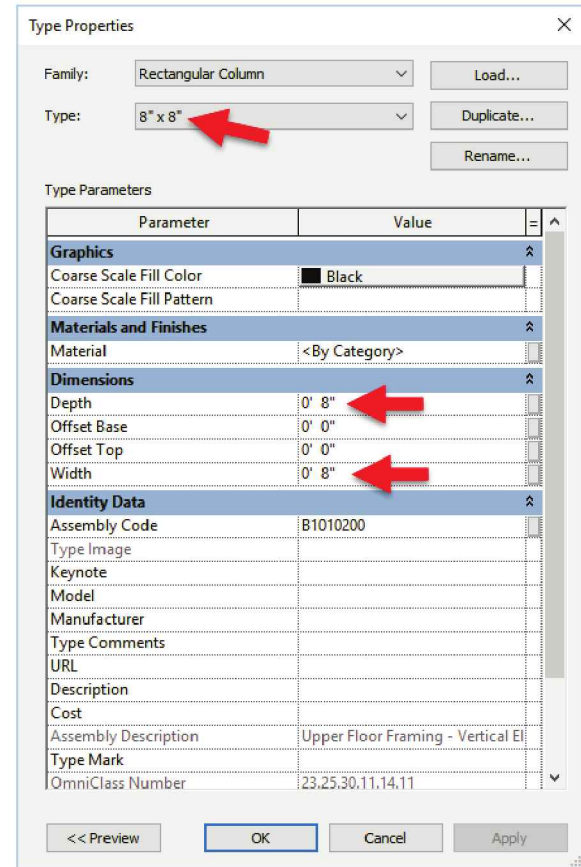 Type Properties
Family: Rectangular Column Load...
Type: 8" x 8" Duplicate...
Rename...
Type Parameters
Parameter Value =
Graphics
Coarse Scale Fill Color Black
Coarse Scale Fill Pattern
Materials and Finishes
Material <By Category>
Dimensions
Depth 0' 8"
Offset Base 0' 0"
Offset Top 0' 0"
Width 0' 8"
Identity Data
Assembly Code B1010200
Type Image
Keynote
Model
Manufacturer
Type Comments
URL
Description
Cost
Assembly Description Upper Floor Framing - Vertical El
Type Mark
OmniClass Number 23.25.30.11.14.11
<< Preview OK Cancel Apply